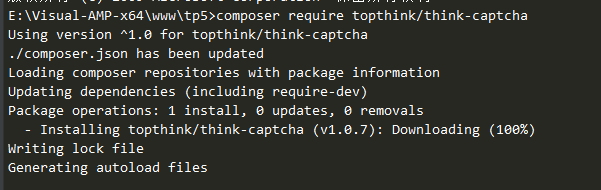 E:\Visual-AMP-x64\www\tp5>composer require topthink/think-captcha
Using version ^1.0 for topthink/think-captcha
./composer.json has been updated
Loading composer repositories with package information
Updating dependencies (including require-dev)
Package operations: 1 install, 0 updates, 0 removals
  - Installing topthink/think-captcha (v1.0.7): Downloading (100%)
Writing lock file
Generating autoload files